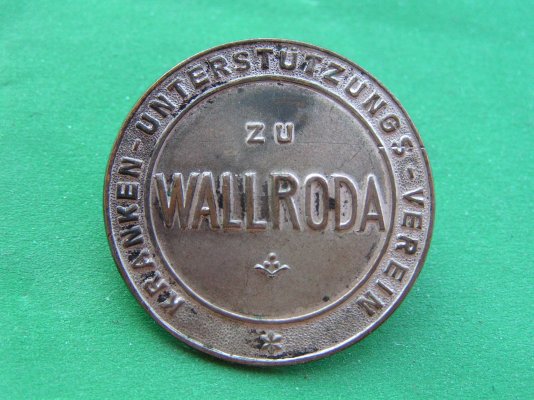 KRANKEN-UNTERSTÜTZUNGS-VEREIN
ZU
WALLRODA